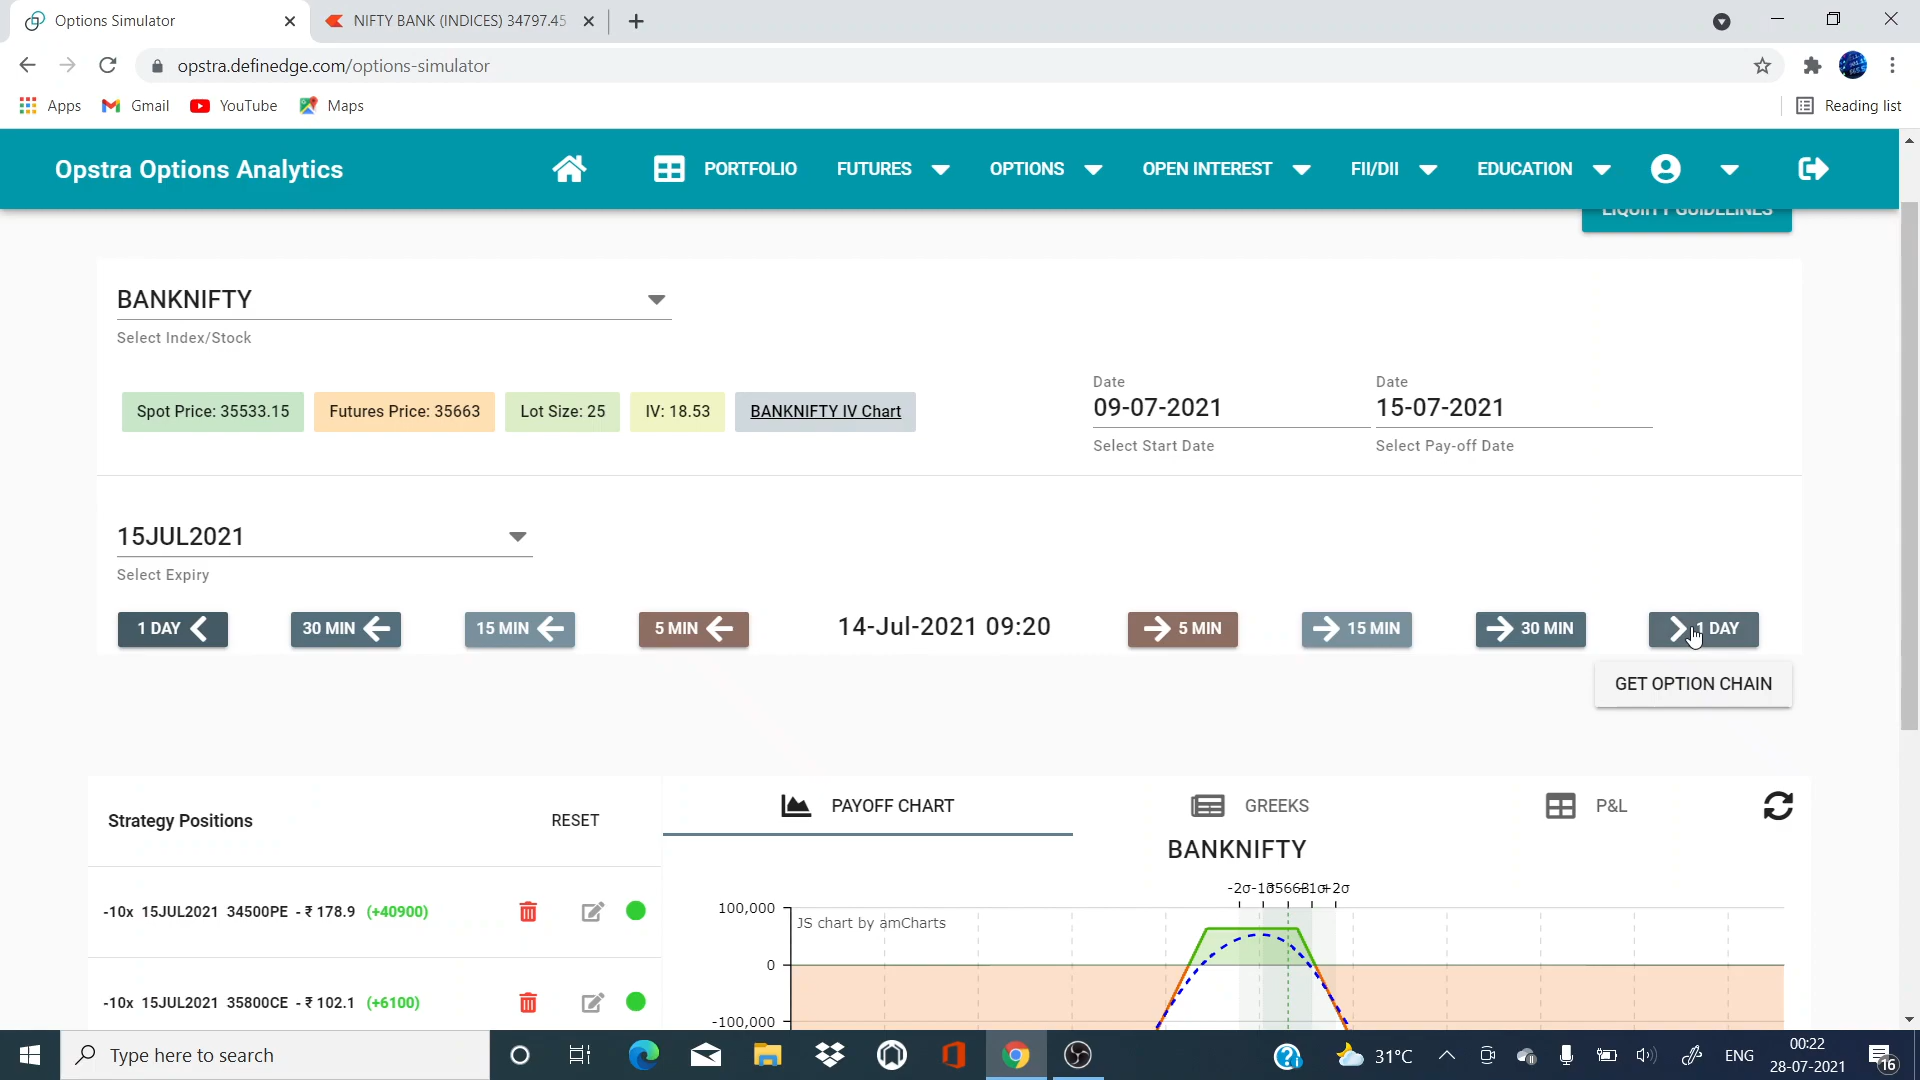 Options Simulator
NIFTY BANK (INDICES) 34797.45
opstra.definedge.com/options-simulator
Apps
Gmail
YouTube
Maps
Reading list
Opstra Options Analytics
PORTFOLIO
FUTURES
OPTIONS
OPEN INTEREST
FII/DII
EDUCATION
LIQUITY GUIDELINES
BANKNIFTY
Select Index/Stock
Spot Price: 35533.15
Futures Price: 35663
Lot Size: 25
IV: 18.53
BANKNIFTY IV Chart
Date
09-07-2021
Select Start Date
Date
15-07-2021
Select Pay-off Date
15JUL2021
Select Expiry
1 DAY
30 MIN
15 MIN
5 MIN
14-Jul-2021 09:20
5 MIN
15 MIN
30 MIN
1 DAY
GET OPTION CHAIN
Strategy Positions
RESET
PAYOFF CHART
GREEKS
P&L
BANKNIFTY
-10x 15JUL2021 34500PE - ₹ 178.9 (+40900)
-10x 15JUL2021 35800CE - ₹ 102.1 (+6100)
-2σ
+2σ
100,000
JS chart by amCharts
0
-100,000
Type here to search
31°C
ENG
00:22
28-07-2021
16